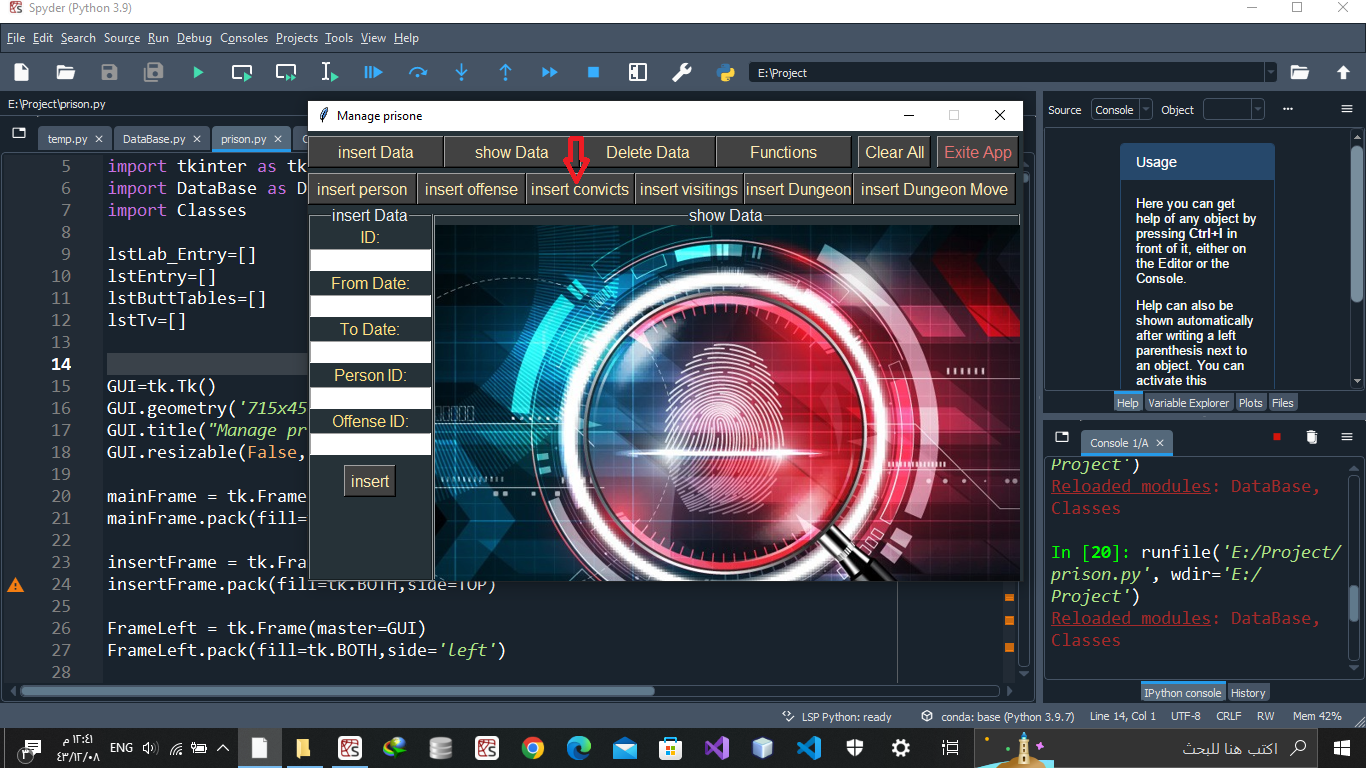 Spyder (Python 3.9)
File Edit Search Source Run Debug Consoles Projects Tools View Help
E:\Project
E:\Project\prison.py
temp.py
DataBase.py
prison.py
5 import tkinter as tk
6 import DataBase as D
7 import Classes
8
9 lstLab_Entry=[]
10 lstEntry=[]
11 lstButtTables=[]
12 lstTv=[]
13
14
15 GUI=tk.Tk()
16 GUI.geometry('715x45
17 GUI.title("Manage pr
18 GUI.resizable(False,
19
20 mainFrame = tk.Frame
21 mainFrame.pack(fill=
22
23 insertFrame = tk.Fra
24 insertFrame.pack(fill=tk.BOTH,side=TOP)
25
26 FrameLeft = tk.Frame(master=GUI)
27 FrameLeft.pack(fill=tk.BOTH,side='left')
28
Manage prisone
insert Data show Data Delete Data Functions Clear All Exite App
insert person insert offense insert convicts insert visitings insert Dungeon insert Dungeon Move
insert Data
ID:
From Date:
To Date:
Person ID:
Offense ID:
insert
show Data
Source Console Object
Usage
Here you can get
help of any object by
pressing Ctrl+I in
front of it, either on
the Editor or the
Console.
Help can also be
shown automatically
after writing a left
parenthesis next to
an object. You can
activate this
Help Variable Explorer Plots Files
Console 1/A
Project')
Reloaded modules: DataBase,
Classes
In [20]: runfile('E:/Project/
prison.py', wdir='E:/
Project')
Reloaded modules: DataBase,
Classes
IPython console History
LSP Python: ready conda: base (Python 3.9.7) Line 14, Col 1 UTF-8 CRLF RW Mem 42%
١٢:٤١ م
٤٣/١٢/٠٨
ENG
اكتب هنا للبحث